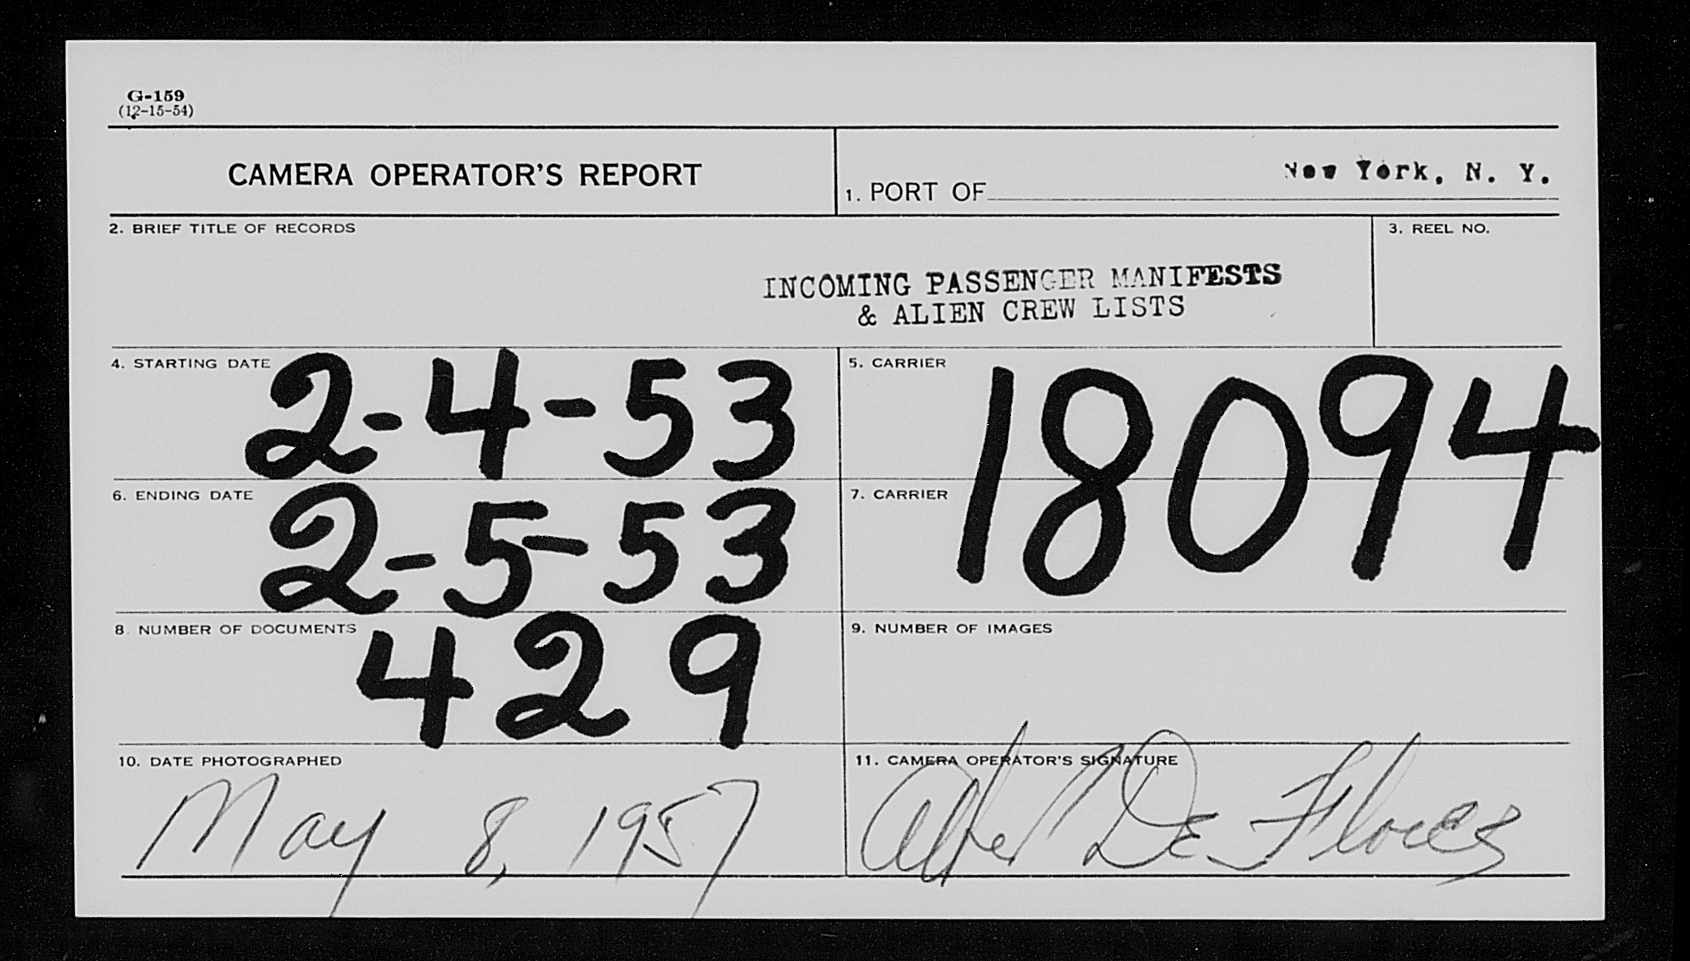 G-159
(12-15-54)
CAMERA OPERATOR'S REPORT
1. PORT OF New York, N. Y.
2. BRIEF TITLE OF RECORDS
3. REEL NO.
INCOMING PASSENGER MANIFESTS
& ALIEN CREW LISTS
4. STARTING DATE 2-4-53
5. CARRIER
18094
6. ENDING DATE 2-5-53
7. CARRIER
8. NUMBER OF DOCUMENTS 429
9. NUMBER OF IMAGES
10. DATE PHOTOGRAPHED
May 8, 1957
11. CAMERA OPERATOR'S SIGNATURE
De Flores